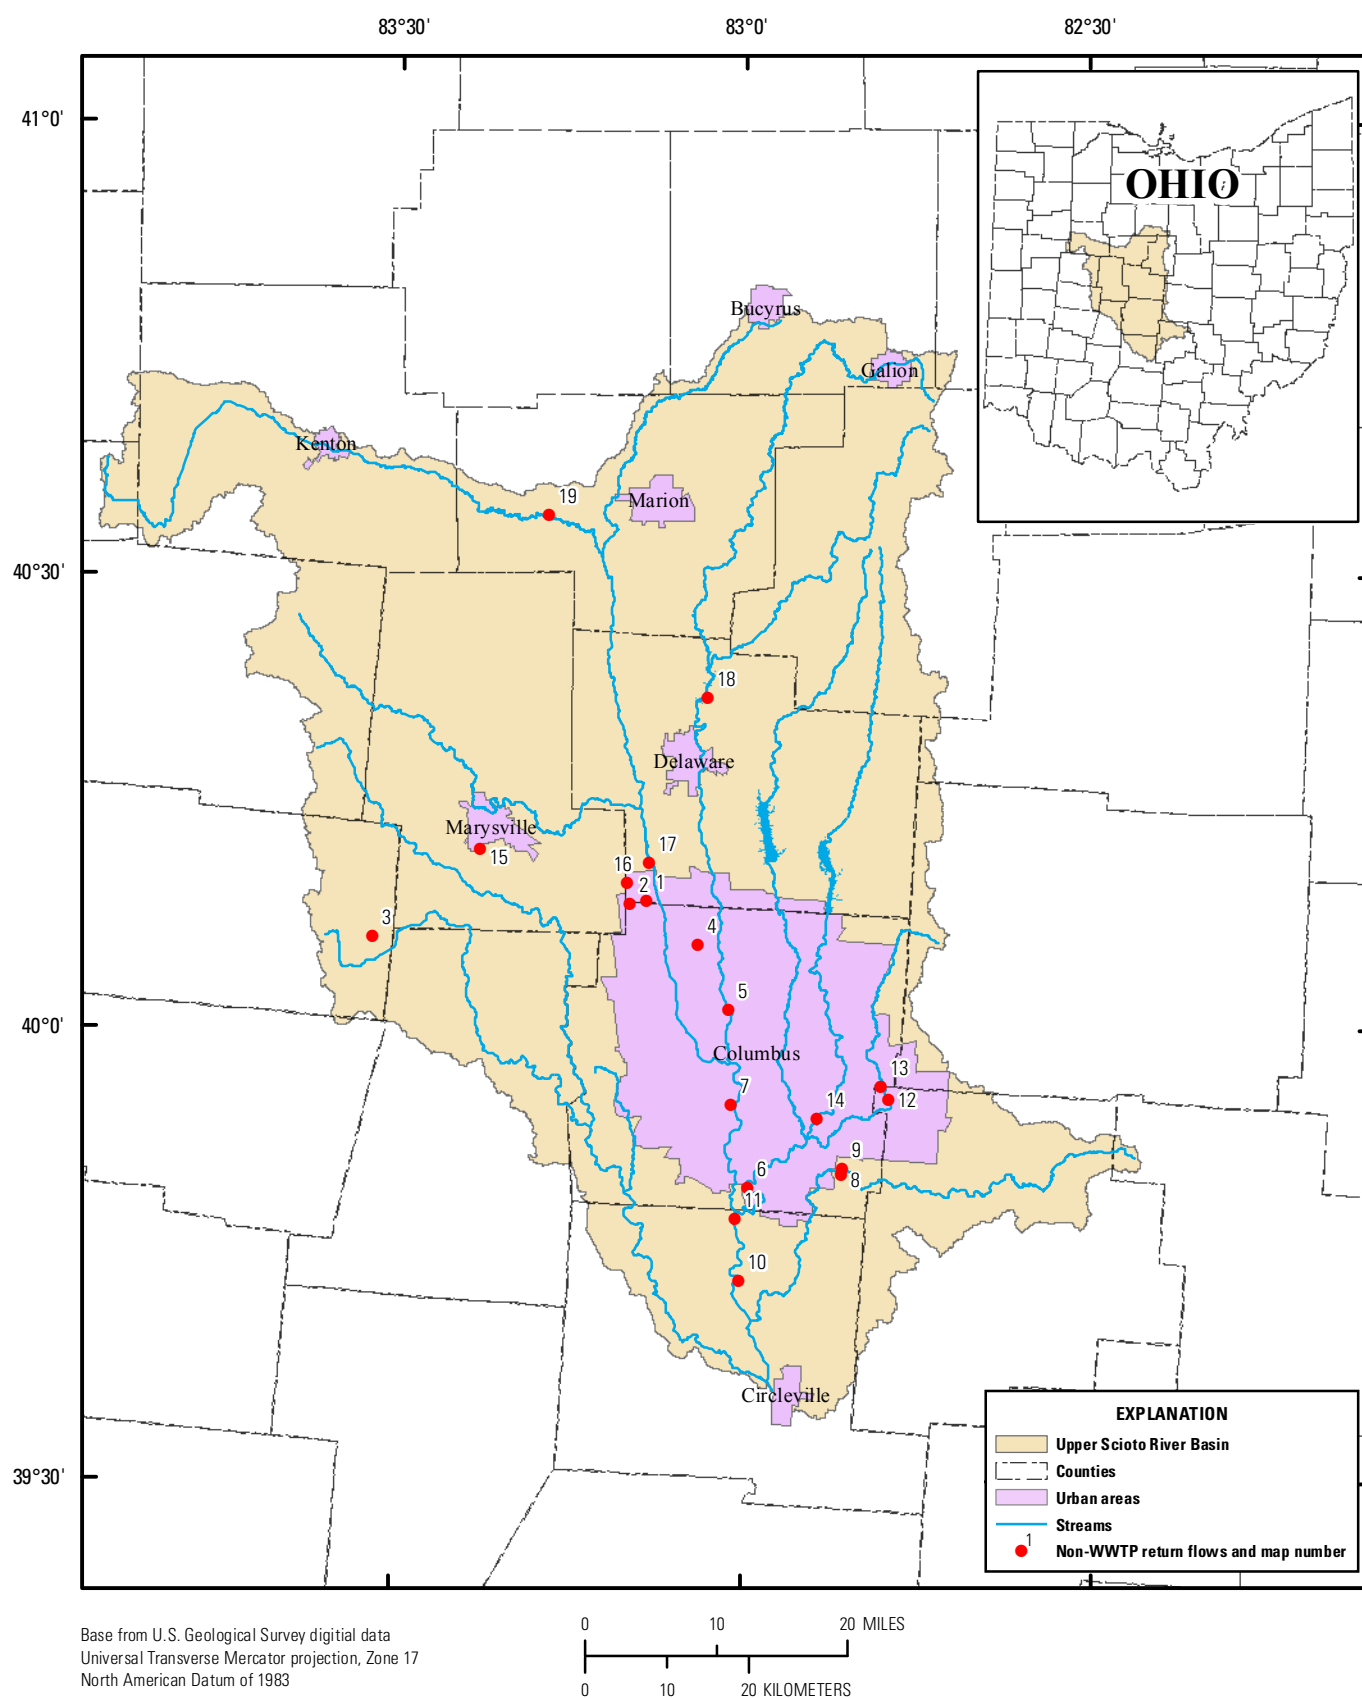 83°30'
83°0'
82°30'
41°0'
OHIO
Bucyrus
Galion
Kenton
19
Marion
40°30'
18
Delaware
Marysville
15
17
16
2
1
3
4
5
40°0'
Columbus
13
7
12
14
9
6
8
11
10
Circleville
39°30'
EXPLANATION
Upper Scioto River Basin
Counties
Urban areas
Streams
1
Non-WWTP return flows and map number
0 10 20 MILES
0 10 20 KILOMETERS
Base from U.S. Geological Survey digitial data
Universal Transverse Mercator projection, Zone 17
North American Datum of 1983